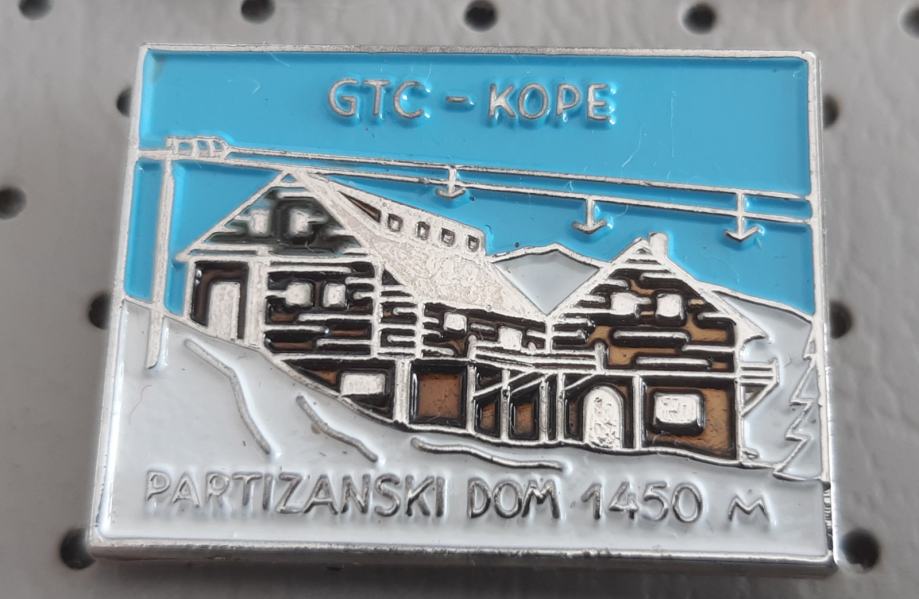 GTC - KOPE
PARTIZANSKI DOM 1450 M